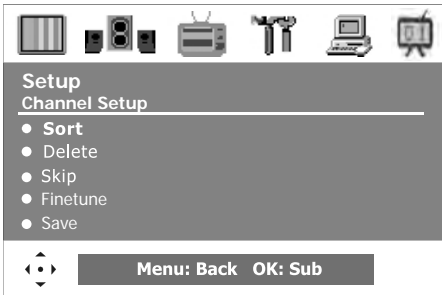 Setup
Channel Setup
Sort
Delete
Skip
Finetune
Save
Menu: Back OK: Sub